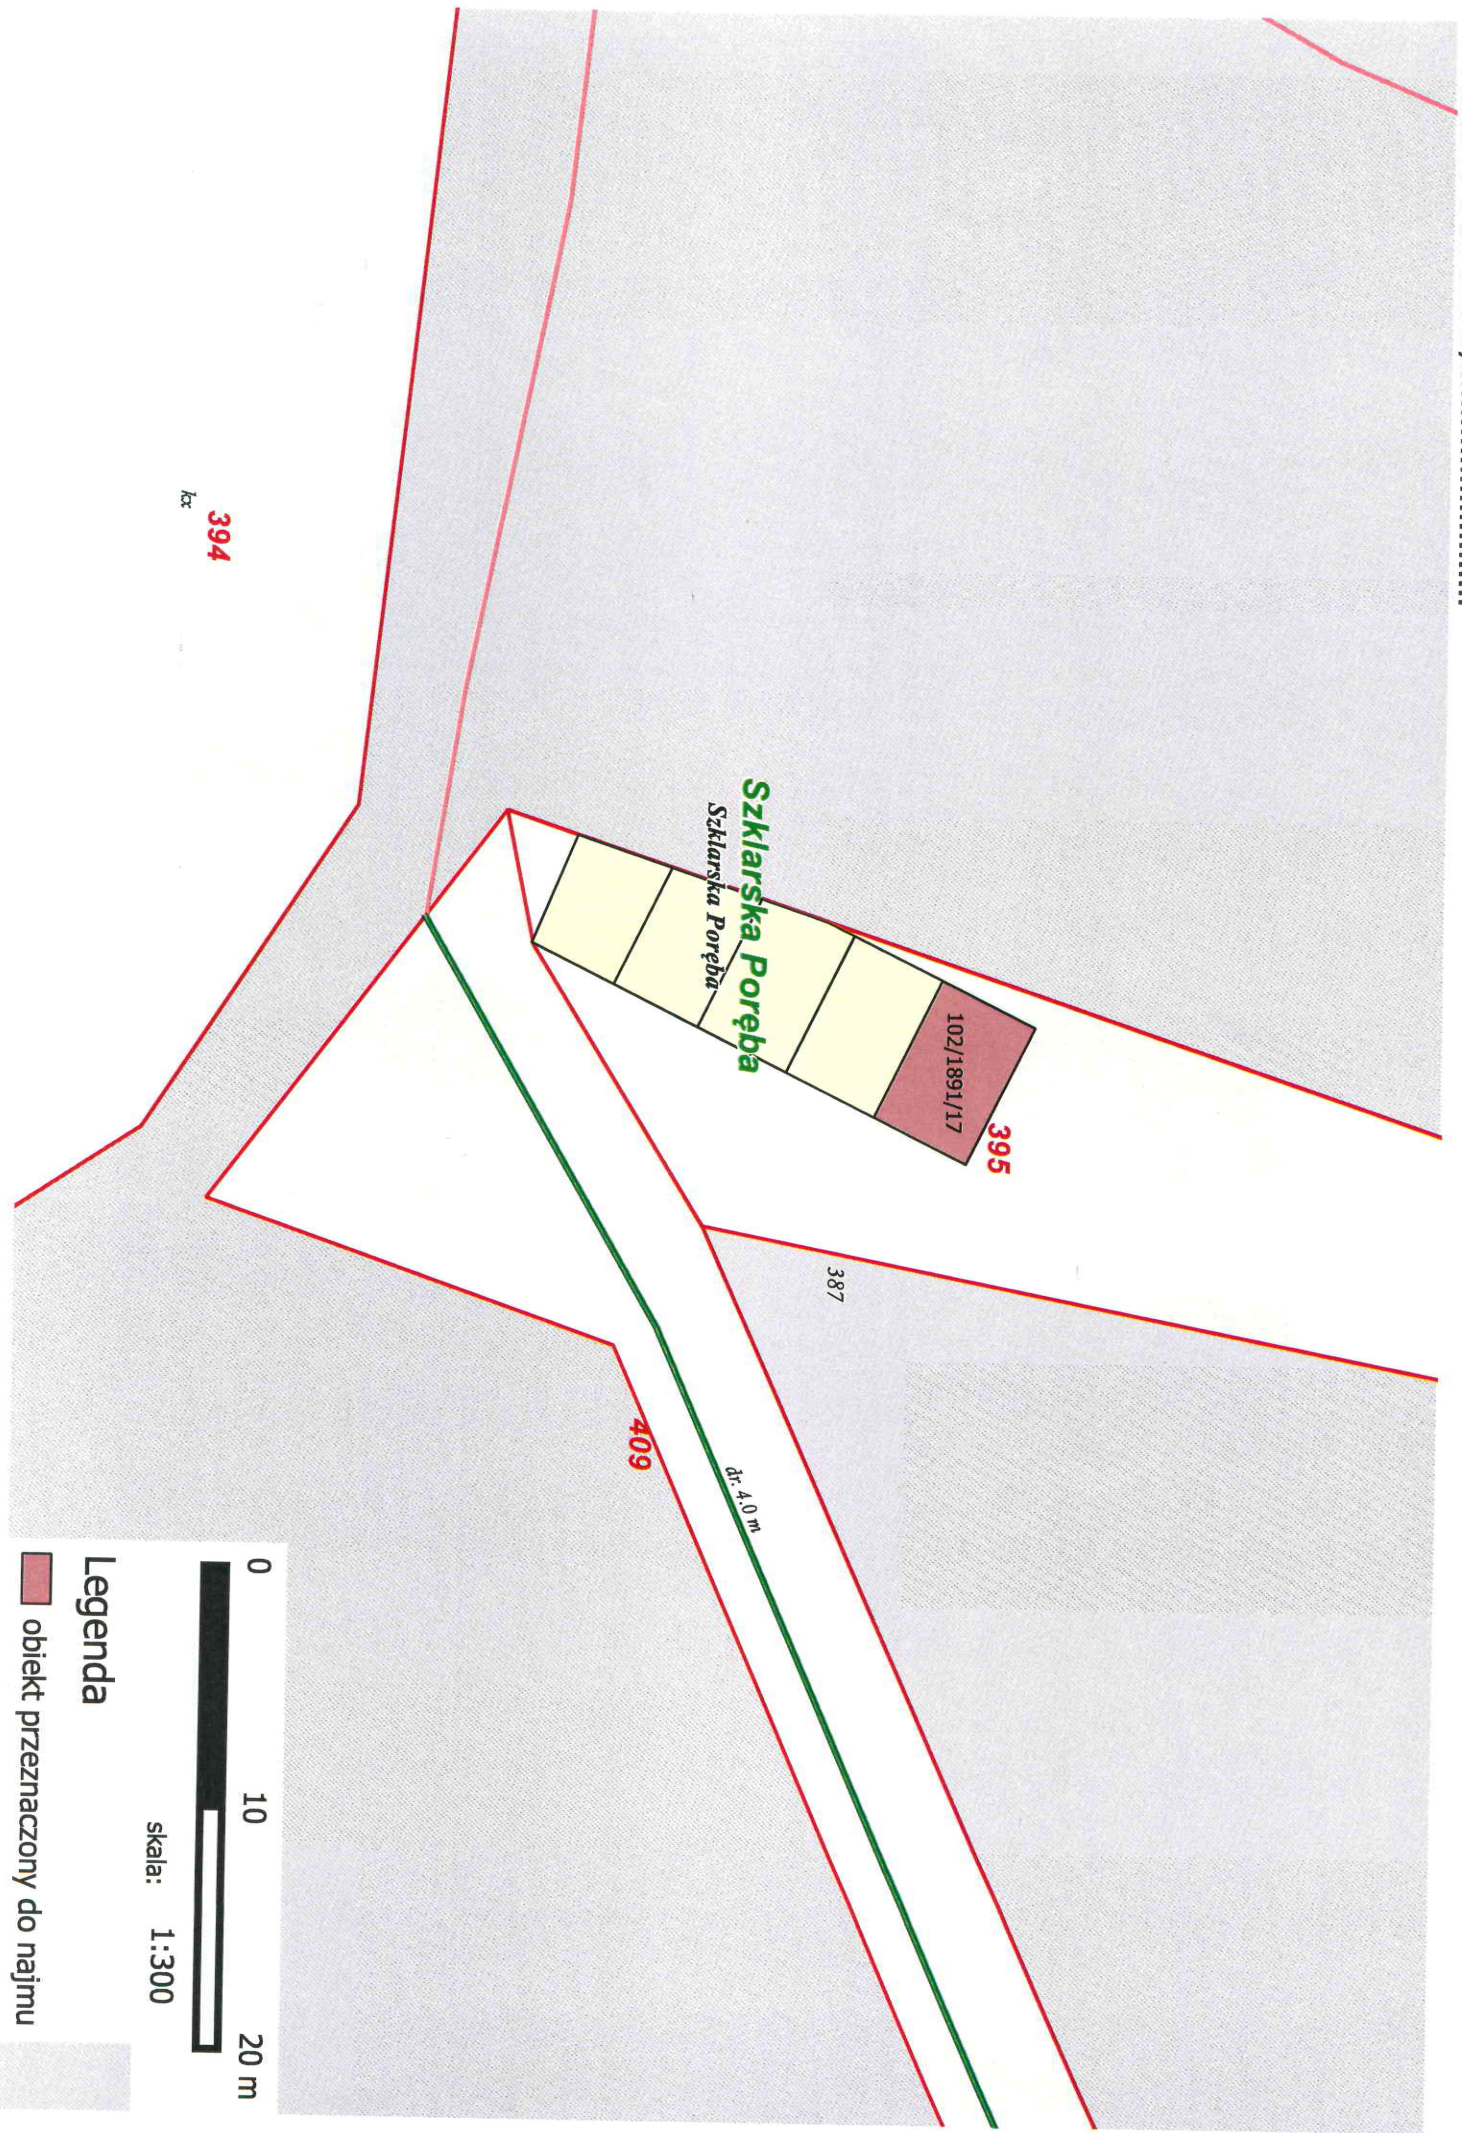 Szklarska Poręba
Szklarska Poręba
102/1891/17
395
387
394
kx
409
dr. 4.0 m
0 10 20 m
skala: 1:300
Legenda
obiekt przeznaczony do najmu